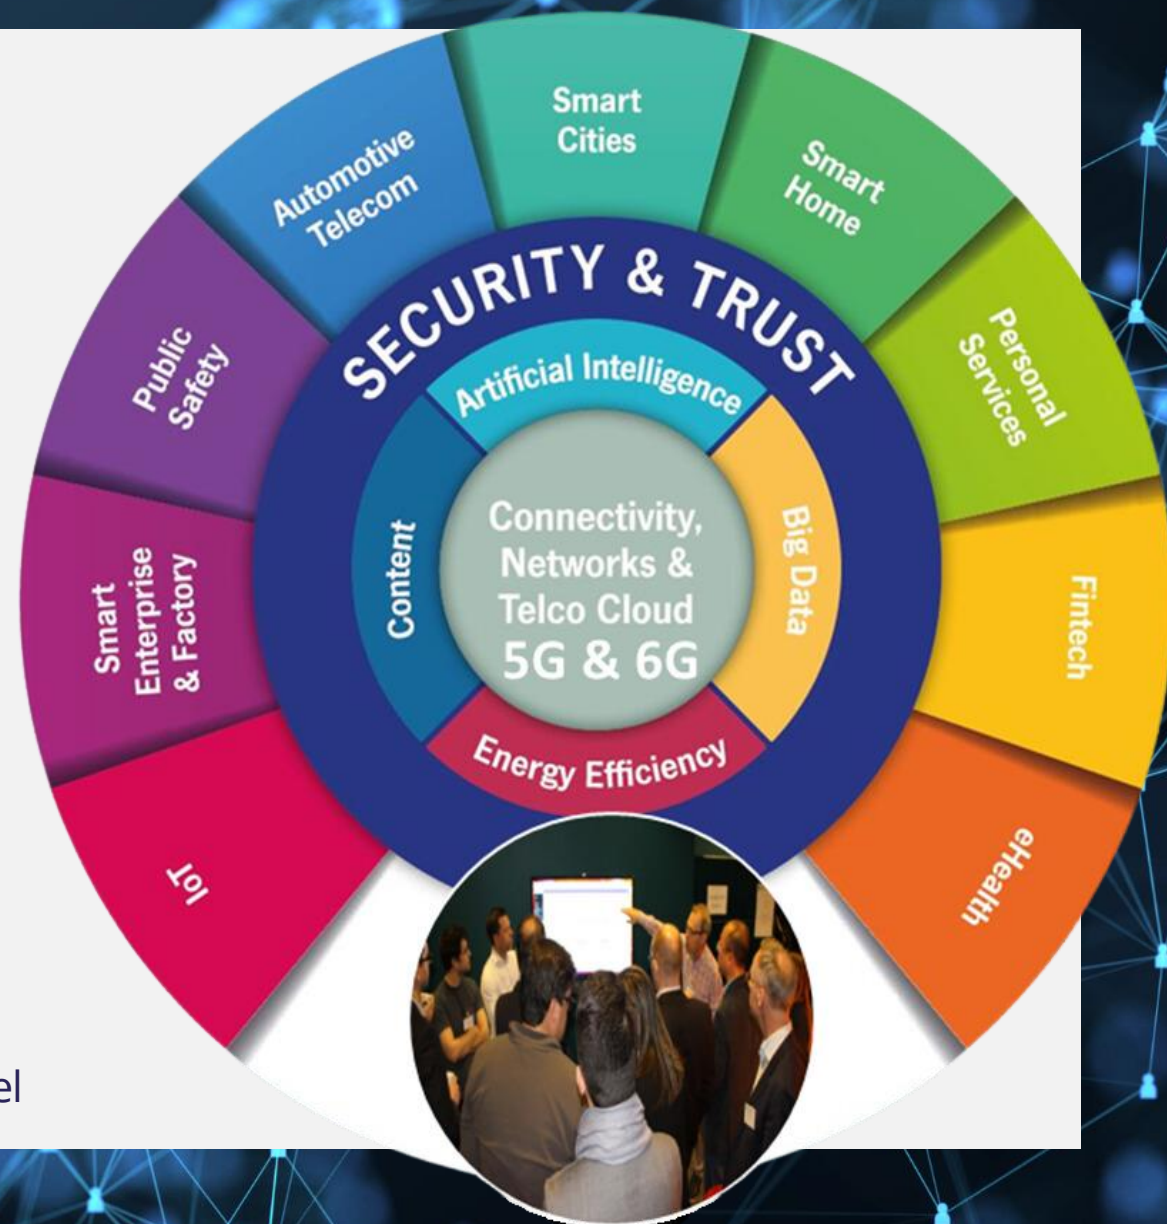 Smart
Cities
Smart
Home
Personal
Services
Fintech
eHealth
IoT
Smart
Enterprise
& Factory
Public
Safety
Automotive
Telecom
SECURITY & TRUST
Artificial Intelligence
Big Data
Energy Efficiency
Content
Connectivity,
Networks &
Telco Cloud
5G & 6G
el